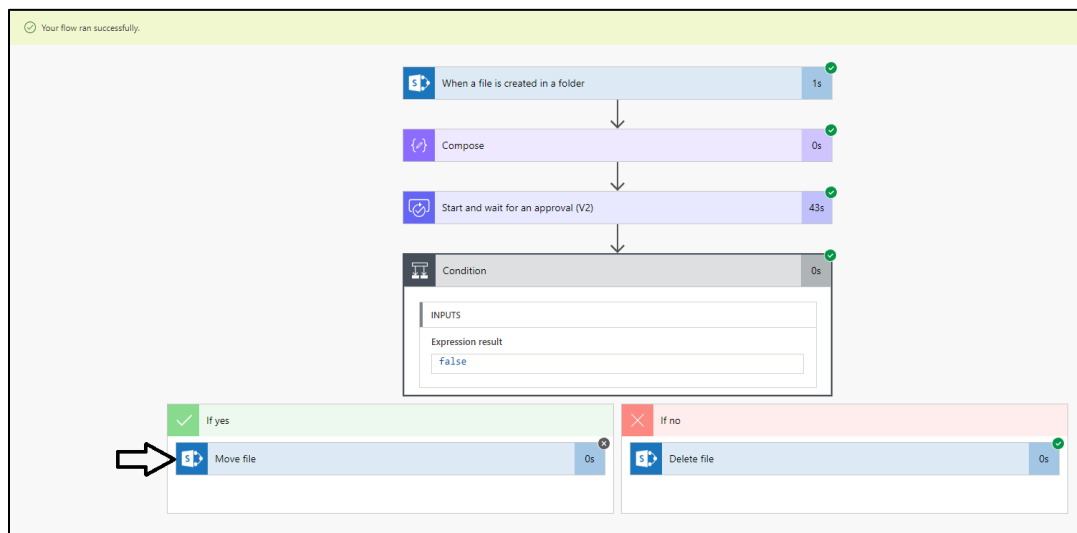 Your flow ran successfully.
When a file is created in a folder
1s
Compose
0s
Start and wait for an approval (V2)
43s
Condition
0s
INPUTS
Expression result
false
If yes
If no
Move file
0s
Delete file
0s